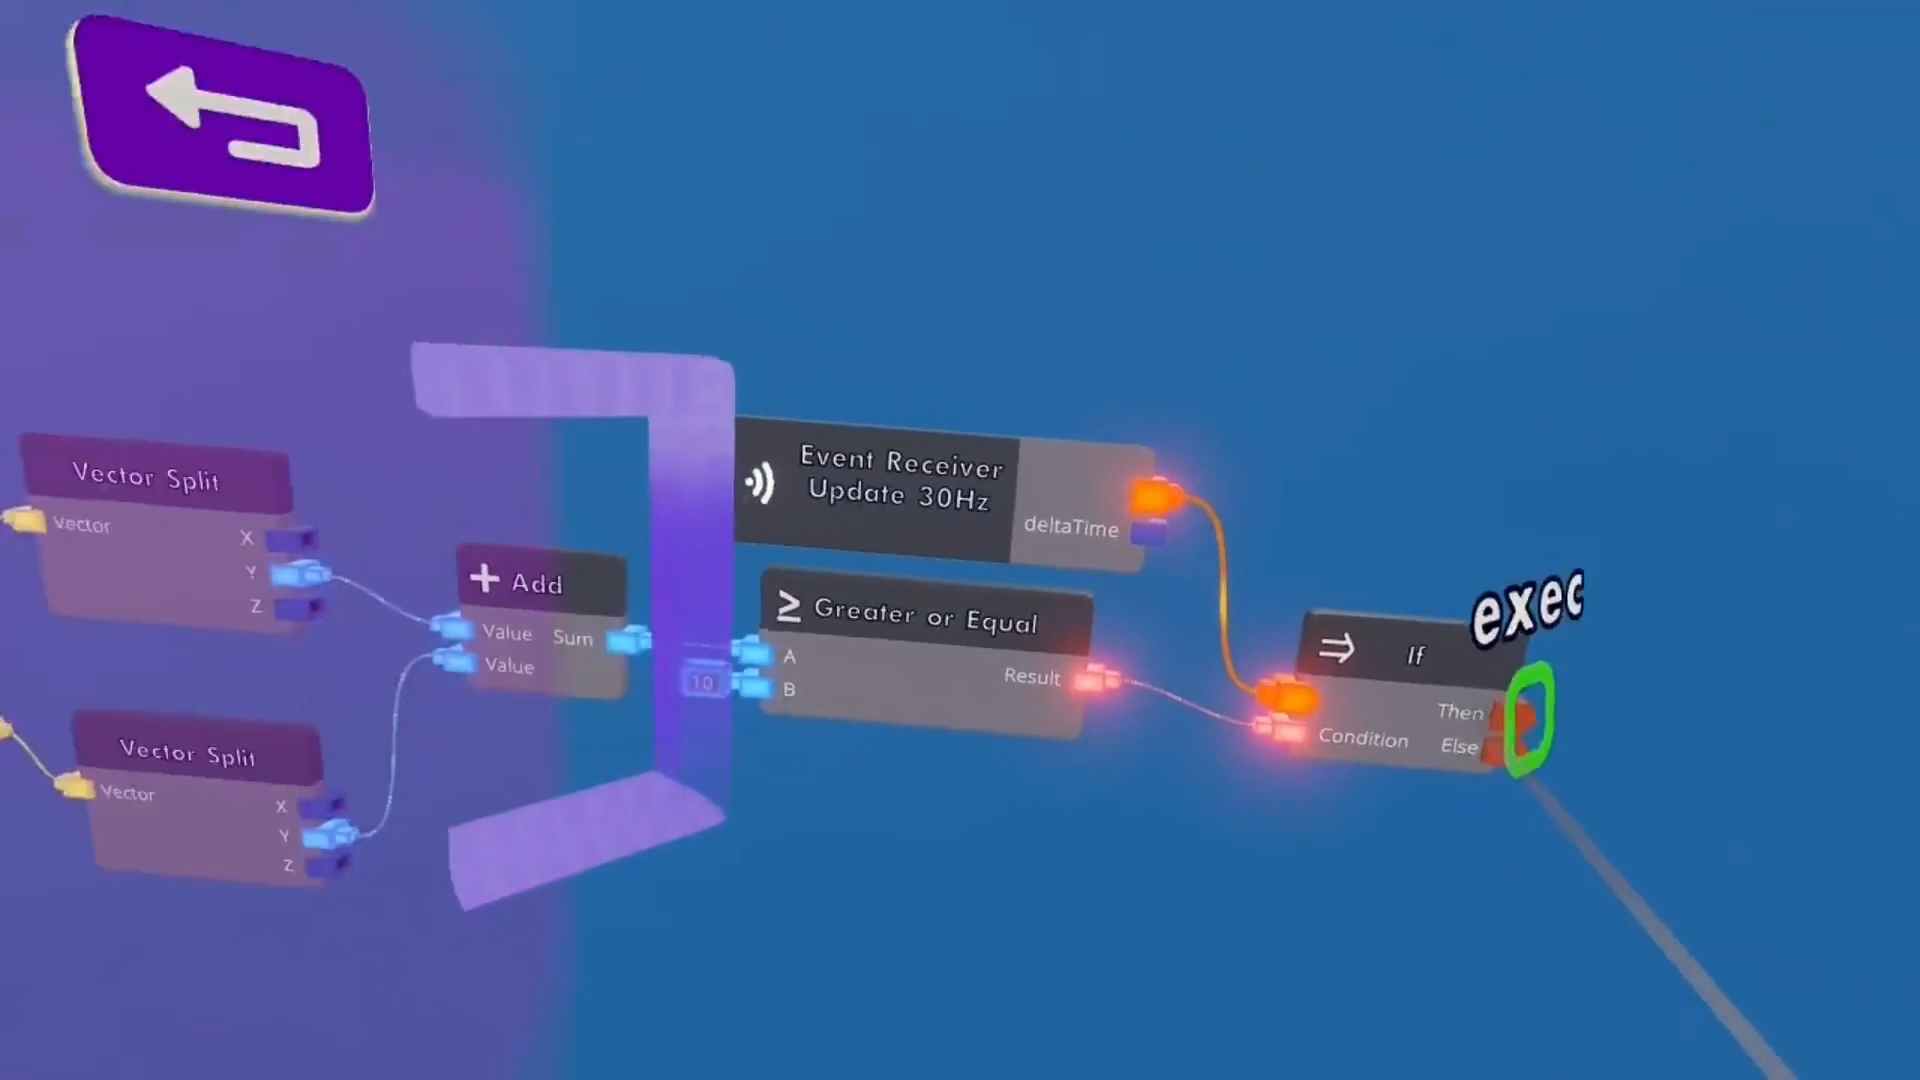 Vector Split
Vector
X
Y
Z
Vector Split
Vector
X
Y
Z
+ Add
Value Sum
Value
Event Receiver
Update 30Hz
deltaTime
≥ Greater or Equal
A
10 B
Result
exec
⇒ If
Then
Condition Else